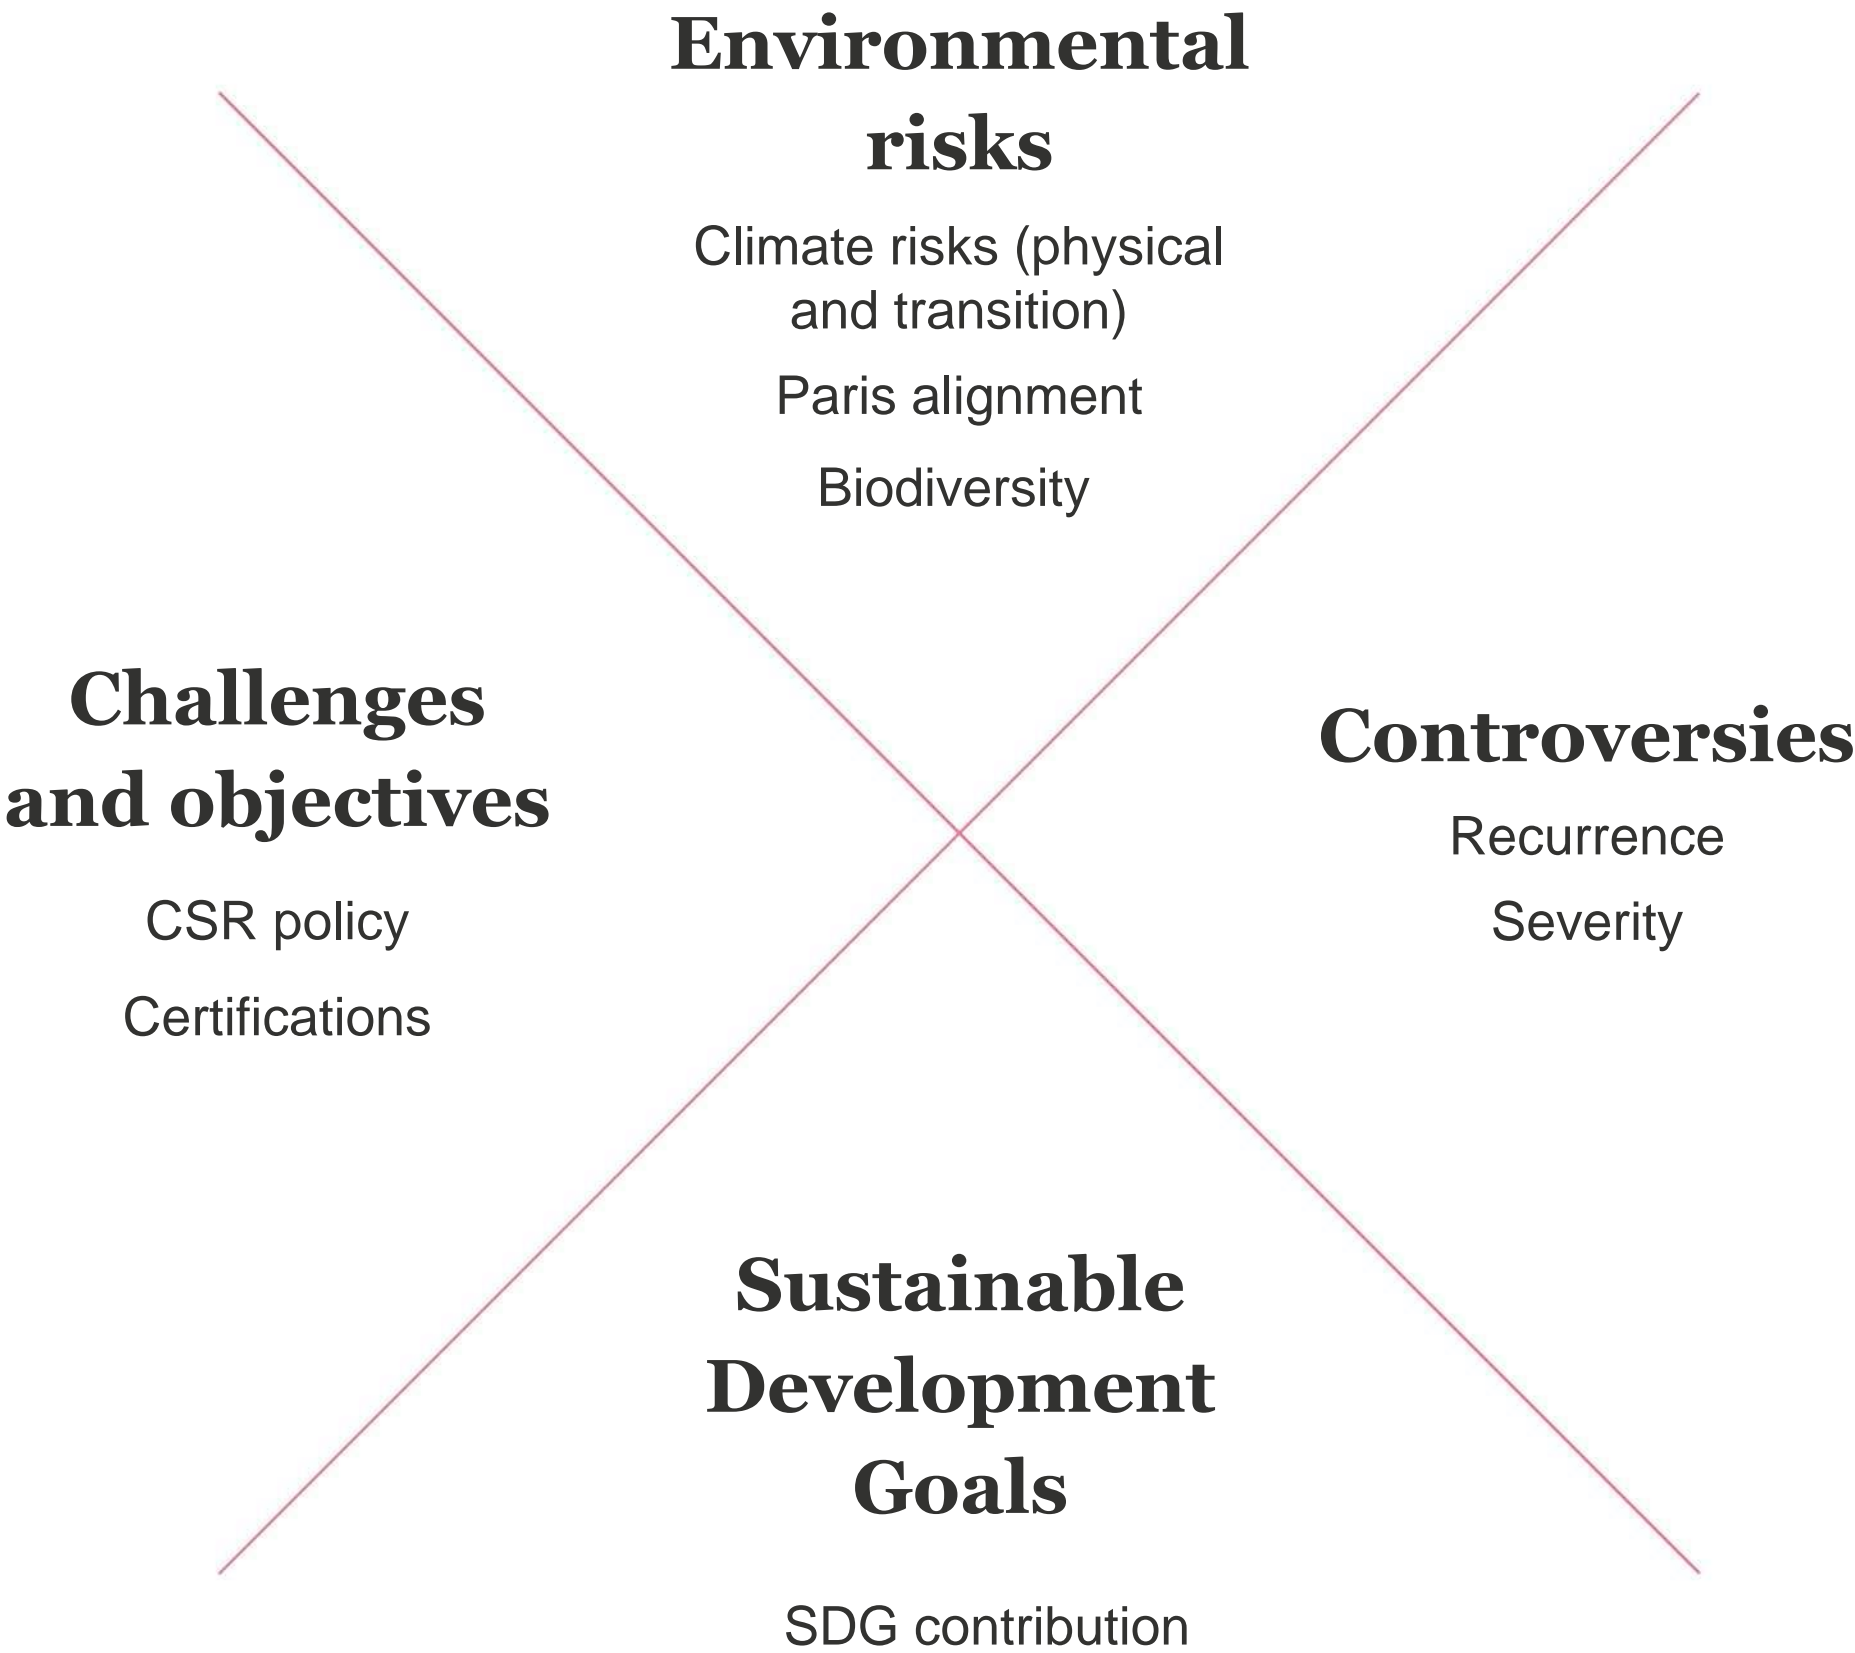 Environmental
risks
Climate risks (physical
and transition)
Paris alignment
Biodiversity
Challenges
and objectives
CSR policy
Certifications
Controversies
Recurrence
Severity
Sustainable
Development
Goals
SDG contribution